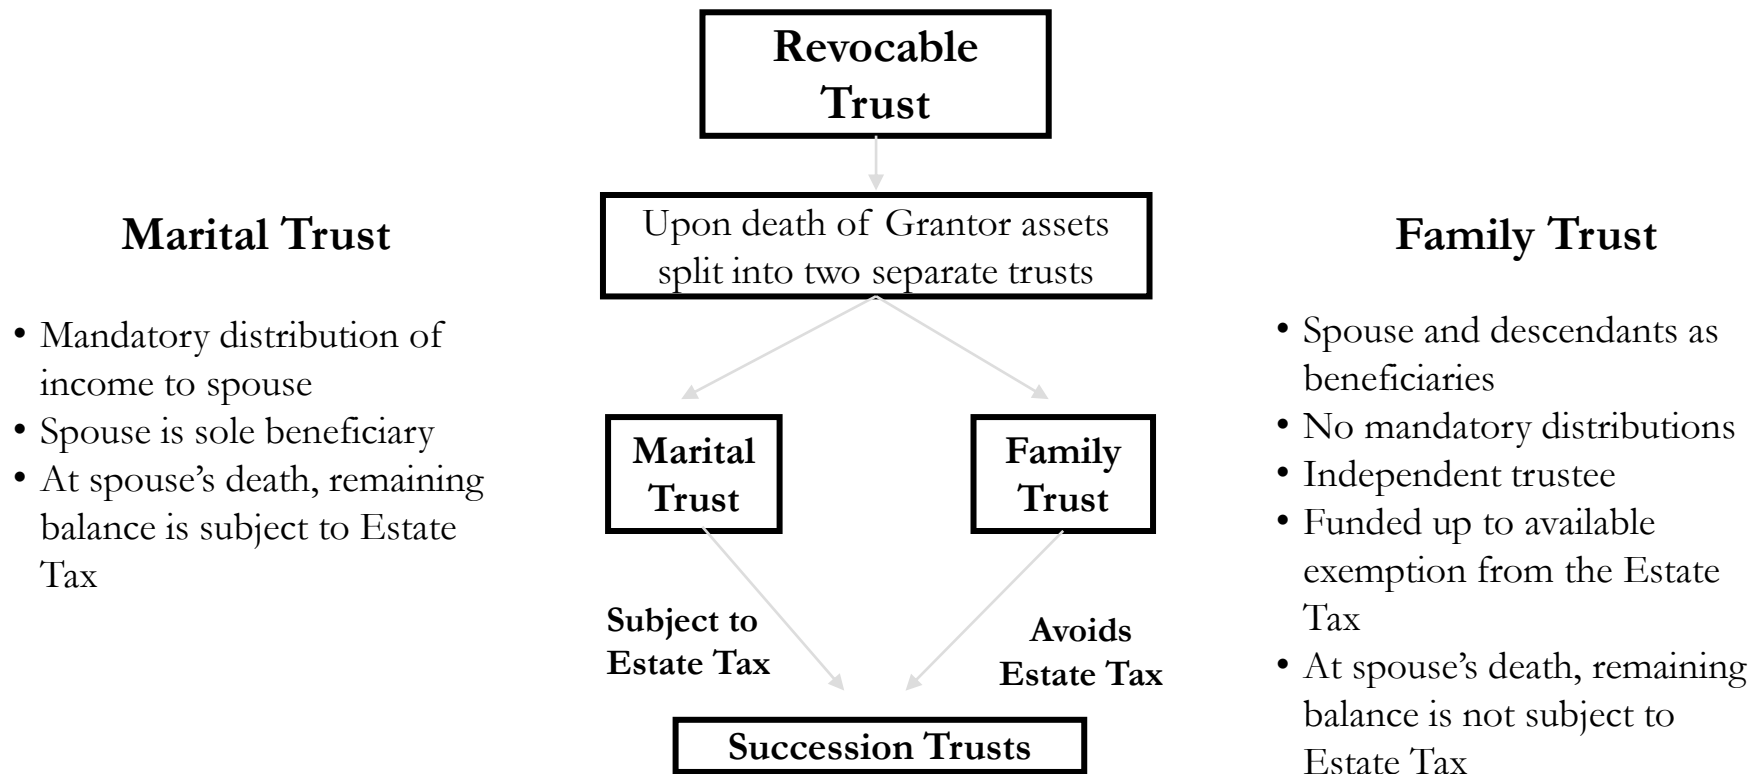 Revocable
Trust
Upon death of Grantor assets
split into two separate trusts
Marital Trust
• Mandatory distribution of
income to spouse
• Spouse is sole beneficiary
• At spouse’s death, remaining
balance is subject to Estate
Tax
Marital
Trust
Family
Trust
Subject to
Estate Tax
Avoids
Estate Tax
Succession Trusts
Family Trust
• Spouse and descendants as
beneficiaries
• No mandatory distributions
• Independent trustee
• Funded up to available
exemption from the Estate
Tax
• At spouse’s death, remaining
balance is not subject to
Estate Tax